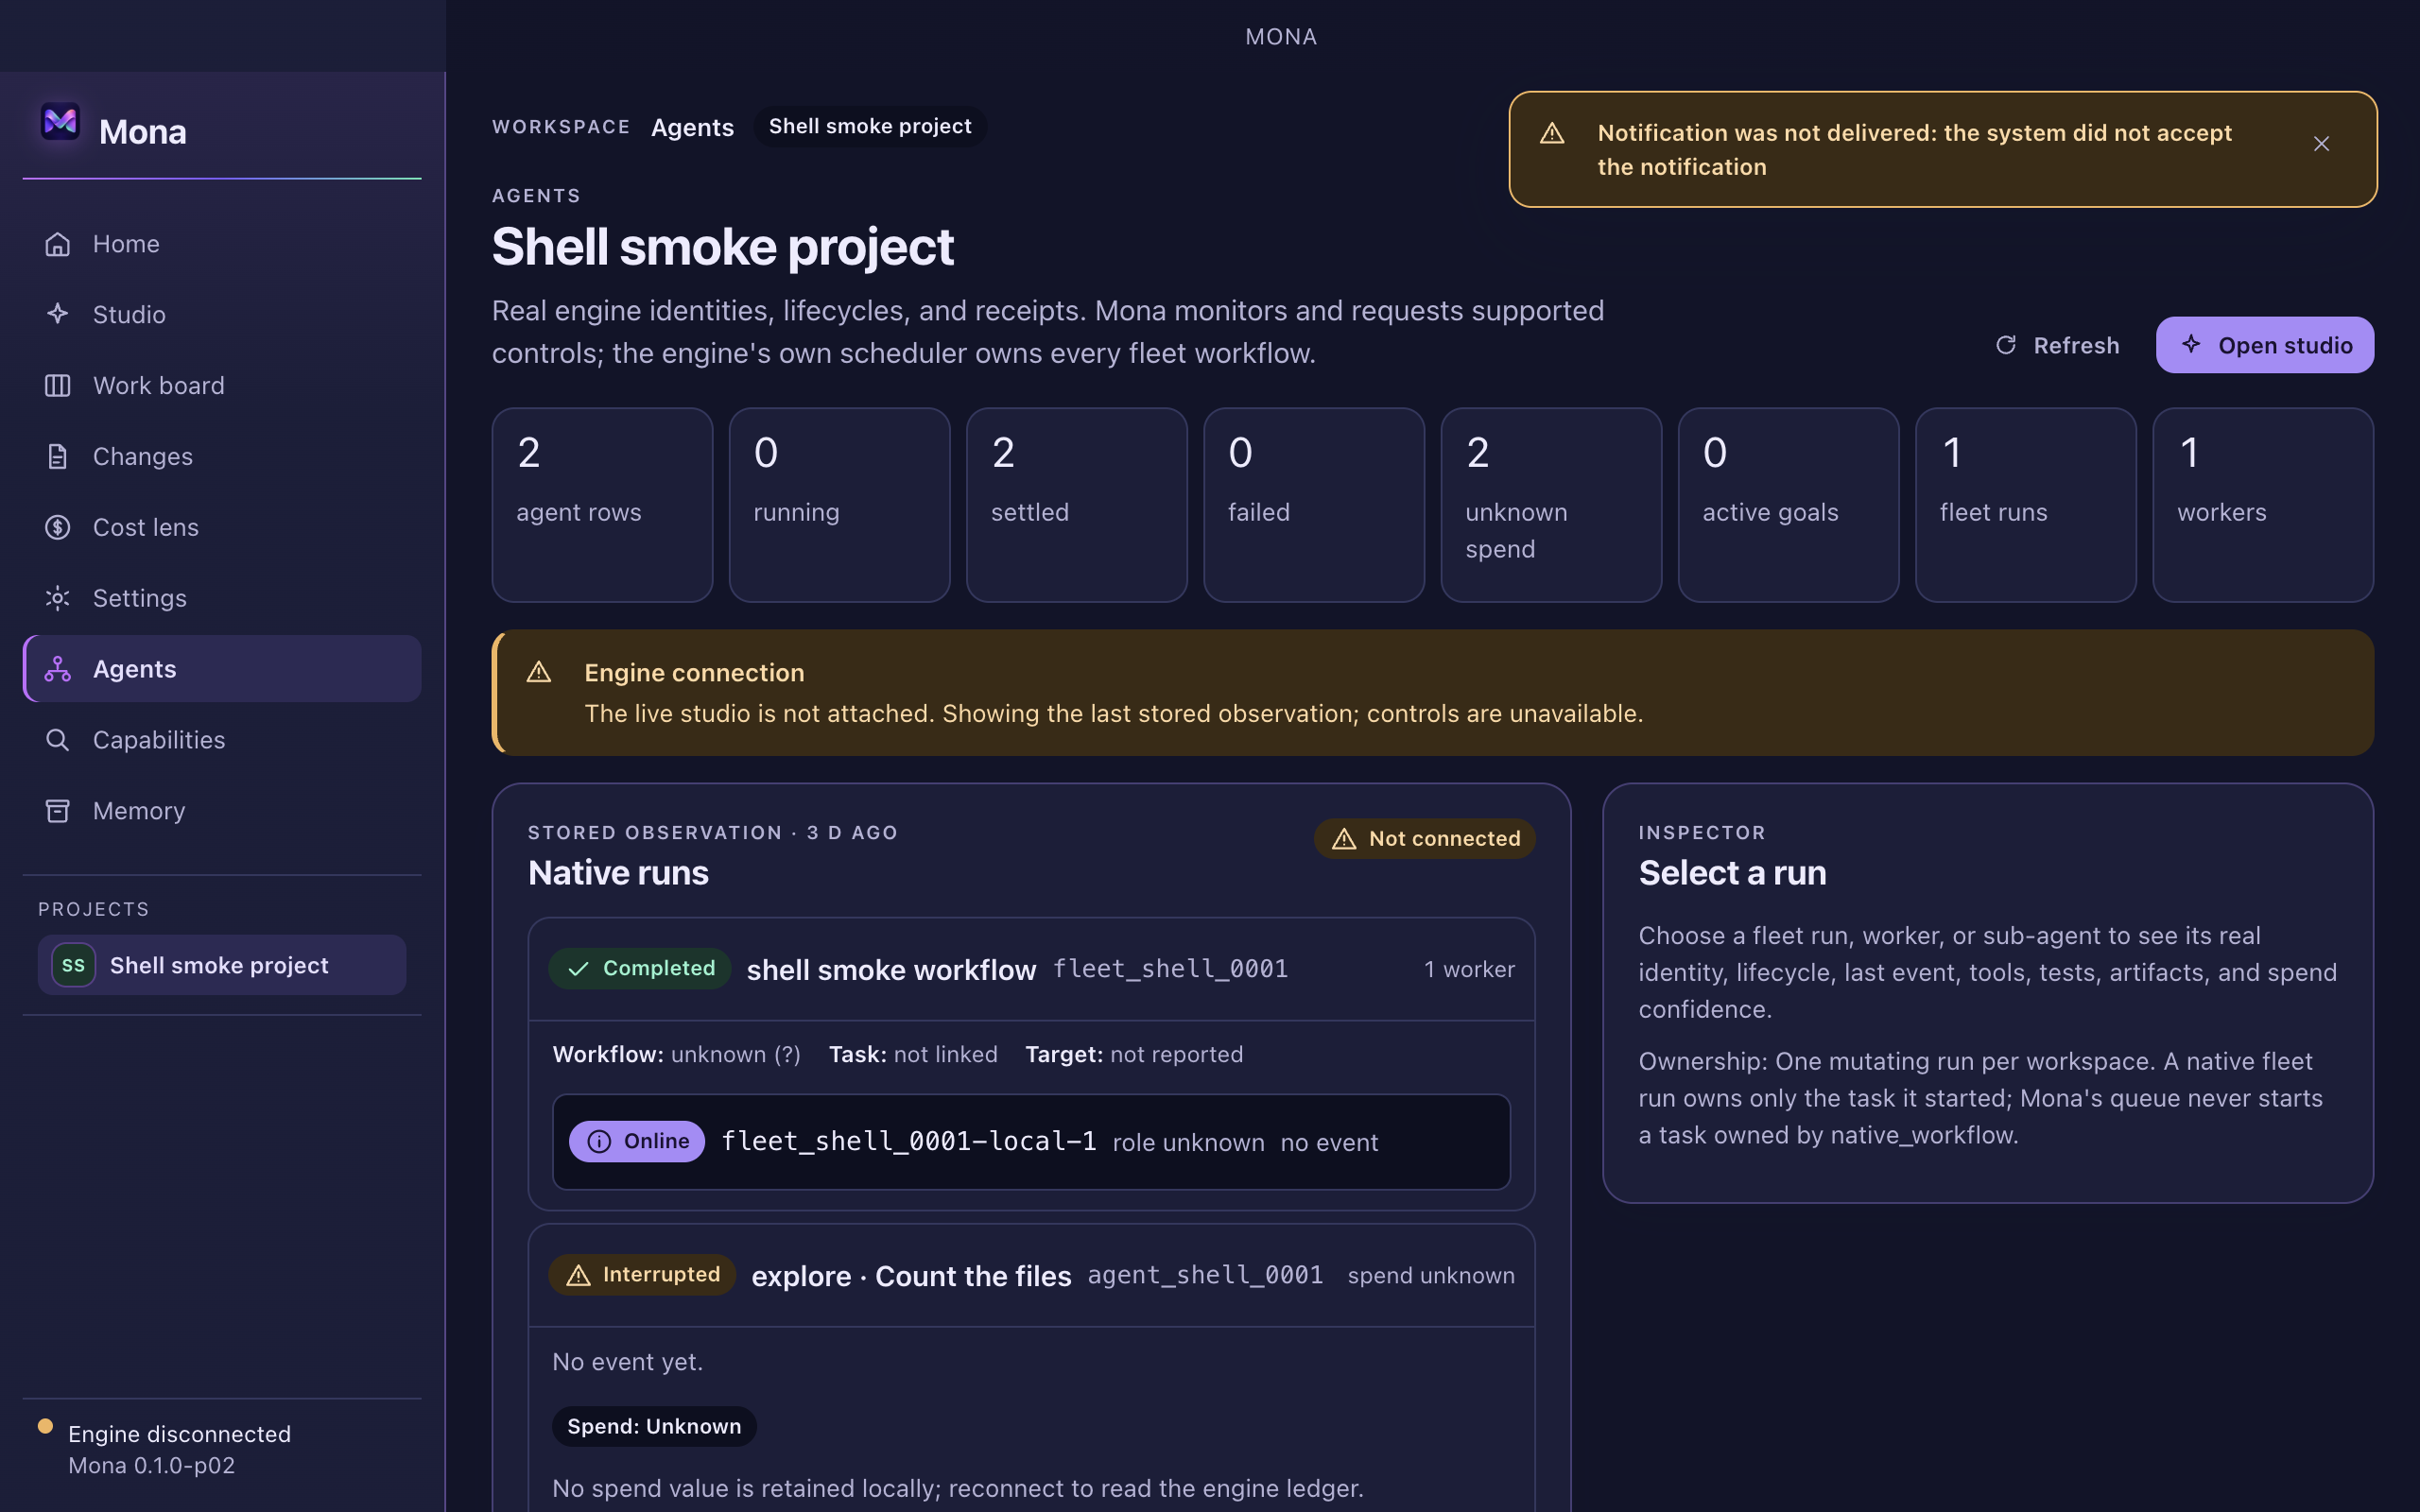 MONA
Mona
Home
Studio
Work board
Changes
Cost lens
Settings
Agents
Capabilities
Memory
PROJECTS
SS Shell smoke project
Engine disconnected
Mona 0.1.0-p02
WORKSPACE Agents Shell smoke project
Notification was not delivered: the system did not accept
the notification
AGENTS
Shell smoke project
Real engine identities, lifecycles, and receipts. Mona monitors and requests supported
controls; the engine's own scheduler owns every fleet workflow.
Refresh
Open studio
2
agent rows
0
running
2
settled
0
failed
2
unknown
spend
0
active goals
1
fleet runs
1
workers
Engine connection
The live studio is not attached. Showing the last stored observation; controls are unavailable.
STORED OBSERVATION · 3 D AGO
Native runs
Not connected
Completed shell smoke workflow fleet_shell_0001 1 worker
Workflow: unknown (?) Task: not linked Target: not reported
Online fleet_shell_0001-local-1 role unknown no event
Interrupted explore · Count the files agent_shell_0001 spend unknown
No event yet.
Spend: Unknown
No spend value is retained locally; reconnect to read the engine ledger.
INSPECTOR
Select a run
Choose a fleet run, worker, or sub-agent to see its real
identity, lifecycle, last event, tools, tests, artifacts, and spend
confidence.
Ownership: One mutating run per workspace. A native fleet
run owns only the task it started; Mona's queue never starts
a task owned by native_workflow.